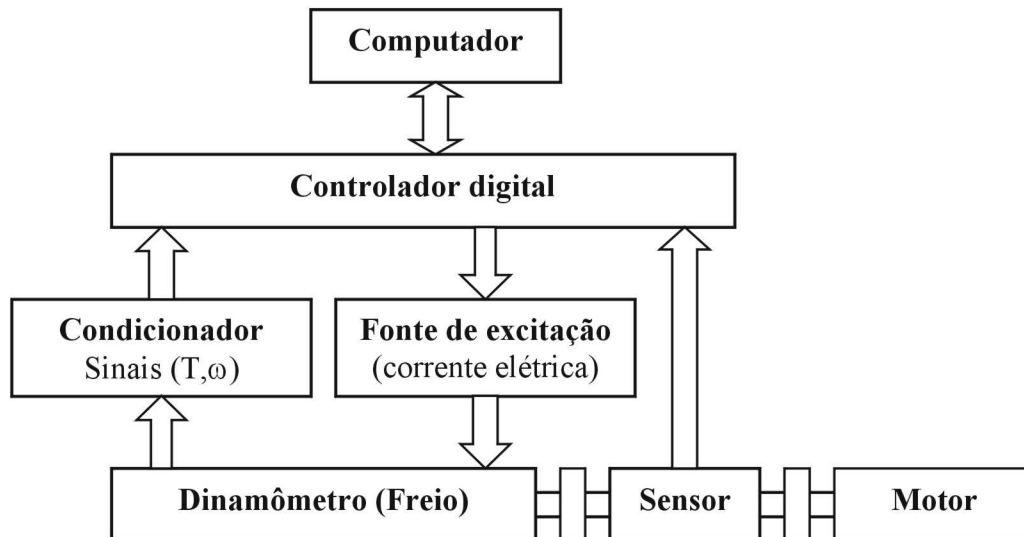 Computador
Controlador digital
Condicionador
Sinais (T,ω)
Fonte de excitação
(corrente elétrica)
Dinamômetro (Freio)
Sensor
Motor